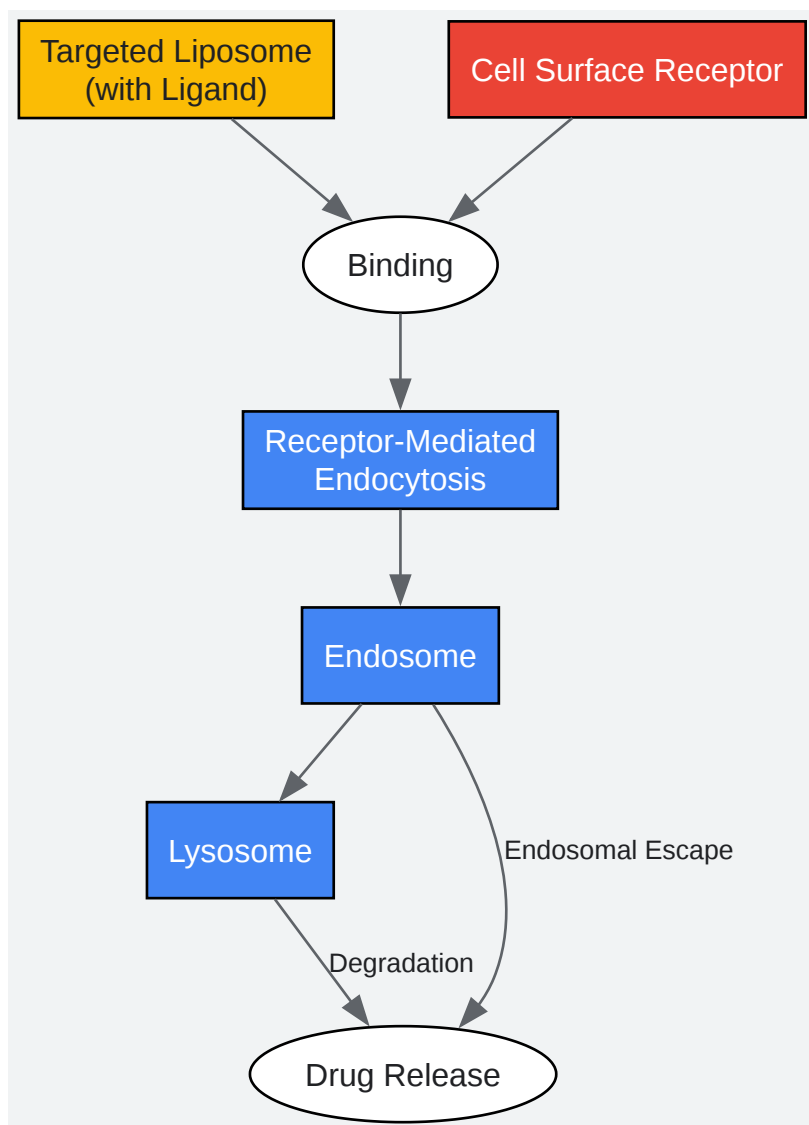 Targeted Liposome
(with Ligand)
Cell Surface Receptor
Binding
Receptor-Mediated
Endocytosis
Endosome
Lysosome
Endosomal Escape
Degradation
Drug Release